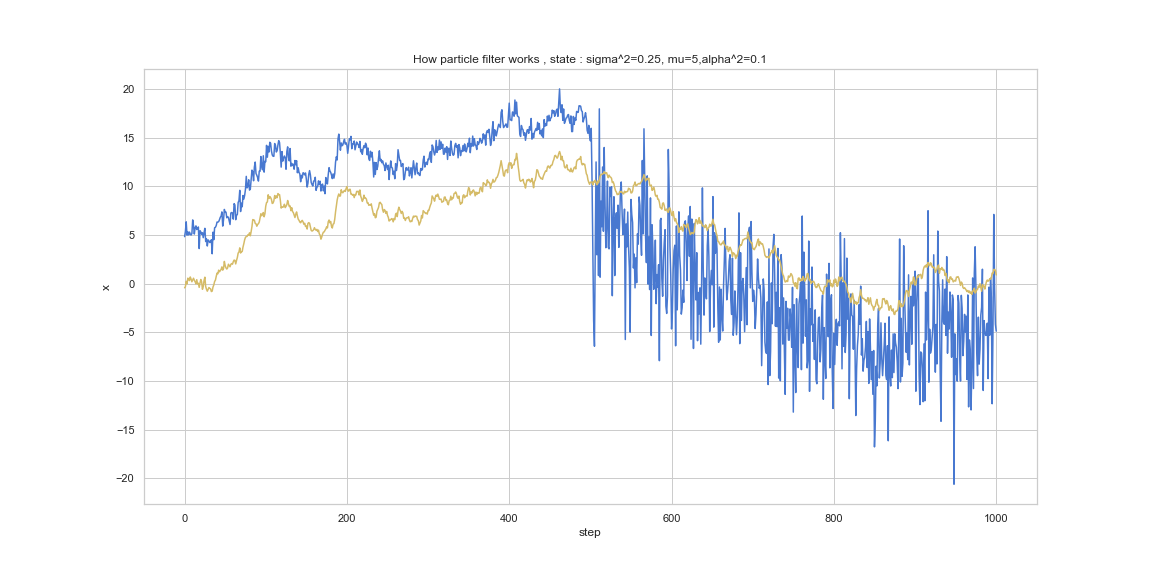 How particle filter works , state : sigma^2=0.25, mu=5,alpha^2=0.1
20
15
10
5
0
−5
−10
−15
−20
x
0 200 400 600 800 1000
step